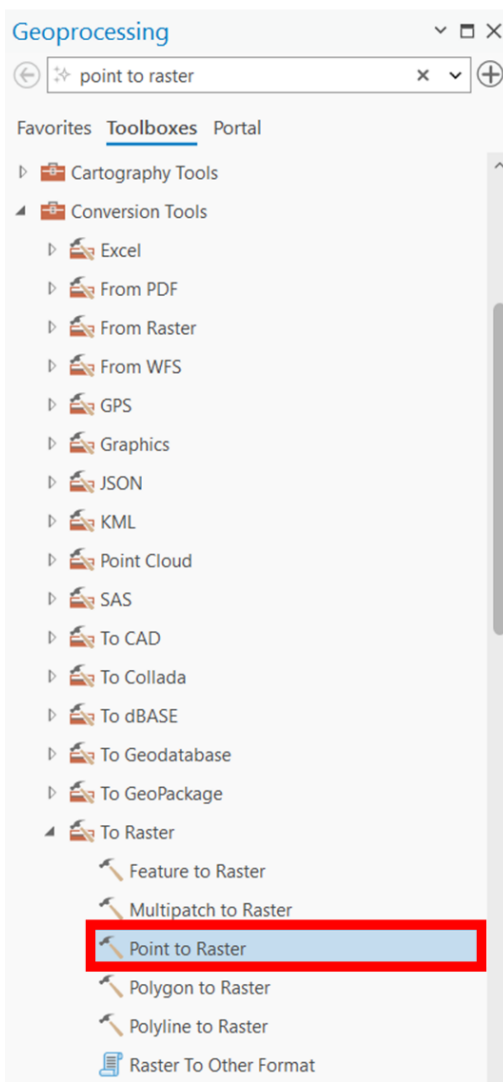 Geoprocessing
point to raster
Favorites Toolboxes Portal
Cartography Tools
Conversion Tools
Excel
From PDF
From Raster
From WFS
GPS
Graphics
JSON
KML
Point Cloud
SAS
To CAD
To Collada
To dBASE
To Geodatabase
To GeoPackage
To Raster
Feature to Raster
Multipatch to Raster
Point to Raster
Polygon to Raster
Polyline to Raster
Raster To Other Format